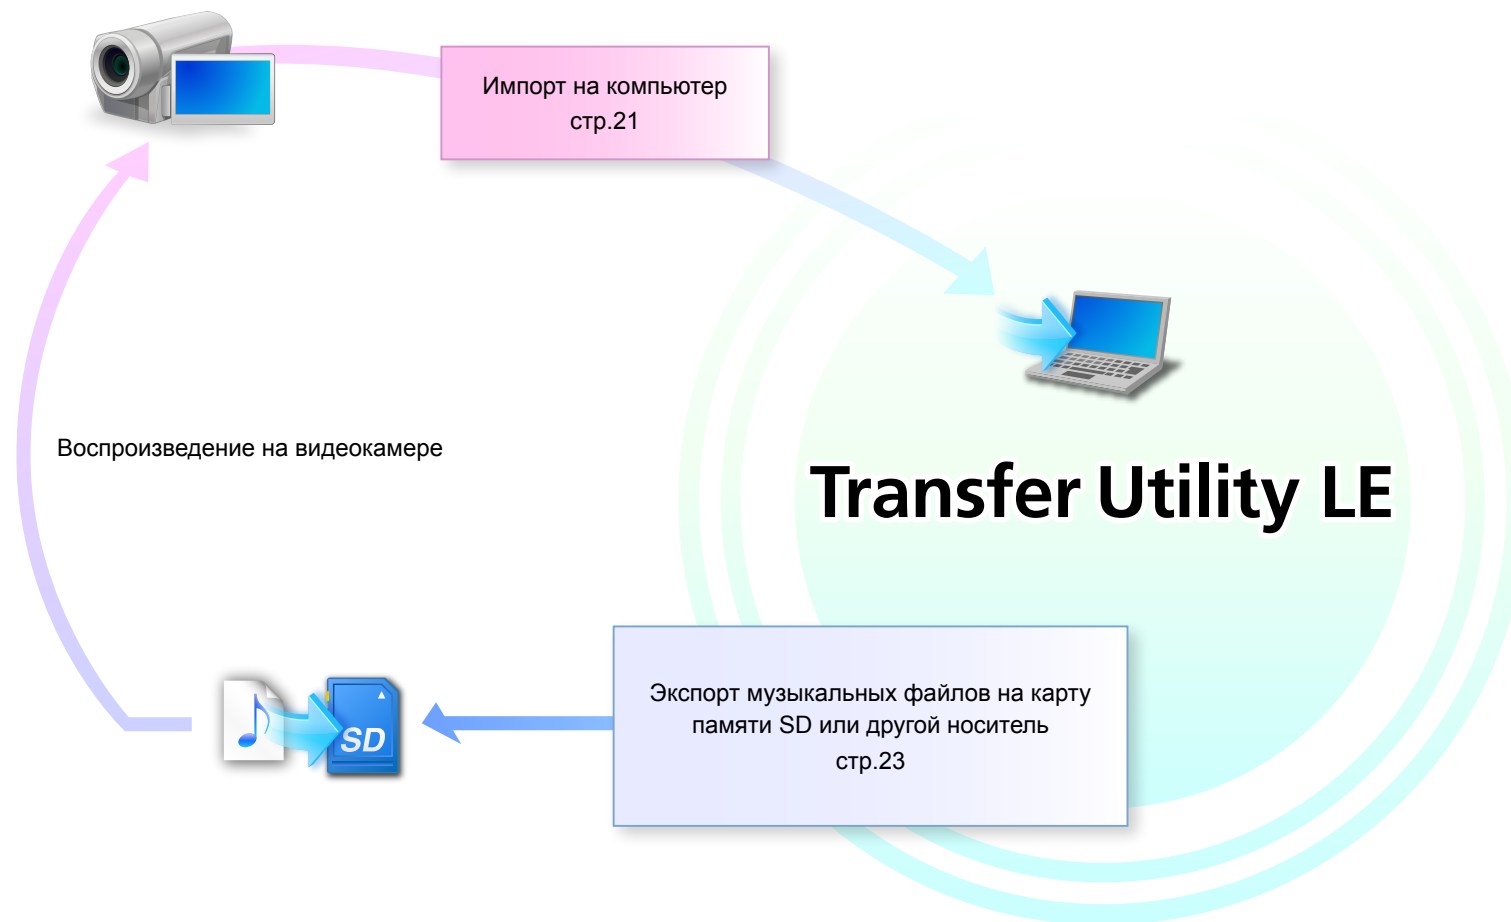 Импорт на компьютер
стр.21
Воспроизведение на видеокамере
Transfer Utility LE
Экспорт музыкальных файлов на карту
памяти SD или другой носитель
стр.23
SD